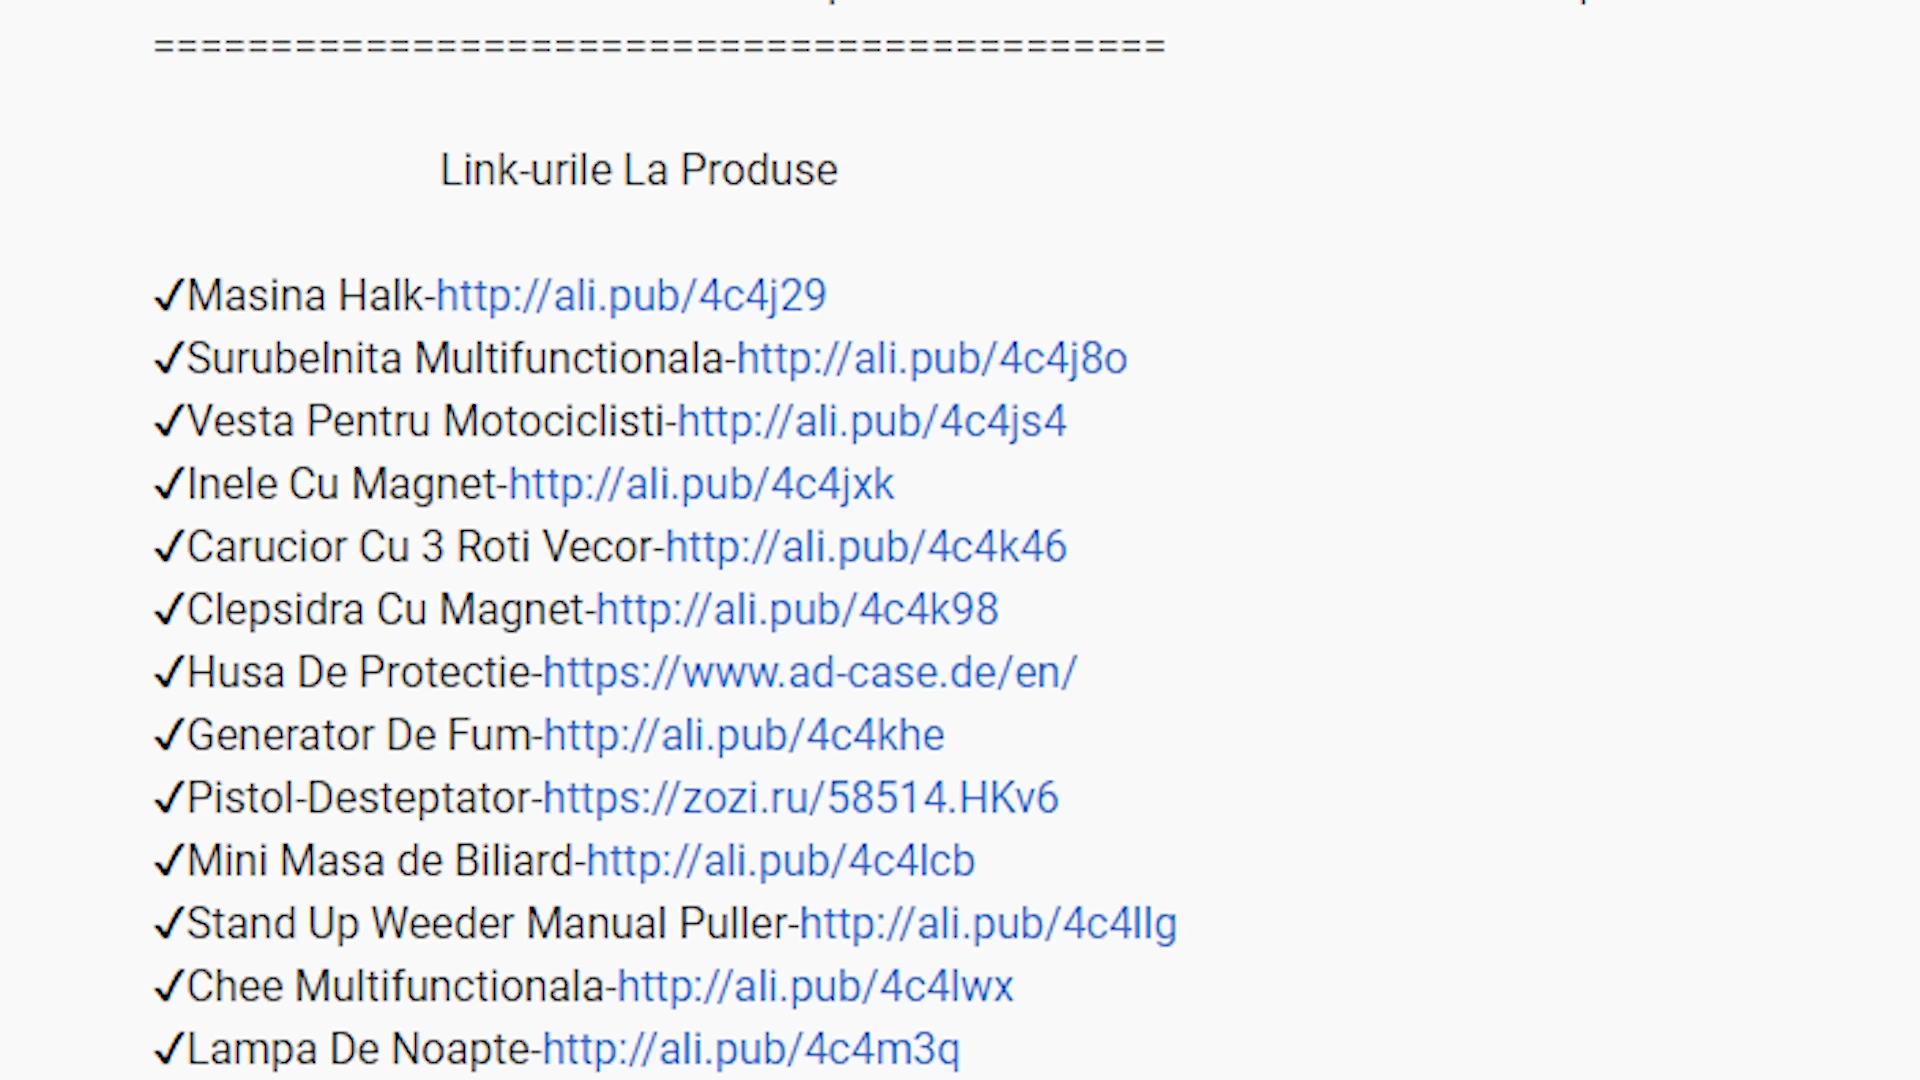 ===========================================
Link-urile La Produse
✓Masina Halk-http://ali.pub/4c4j29
✓Surubelnita Multifunctionala-http://ali.pub/4c4j8o
✓Vesta Pentru Motociclisti-http://ali.pub/4c4js4
✓Inele Cu Magnet-http://ali.pub/4c4jxk
✓Carucior Cu 3 Roti Vecor-http://ali.pub/4c4k46
✓Clepsidra Cu Magnet-http://ali.pub/4c4k98
✓Husa De Protectie-https://www.ad-case.de/en/
✓Generator De Fum-http://ali.pub/4c4khe
✓Pistol-Desteptator-https://zozi.ru/58514.HKv6
✓Mini Masa de Biliard-http://ali.pub/4c4lcb
✓Stand Up Weeder Manual Puller-http://ali.pub/4c4llg
✓Chee Multifunctionala-http://ali.pub/4c4lwx
✓Lampa De Noapte-http://ali.pub/4c4m3q